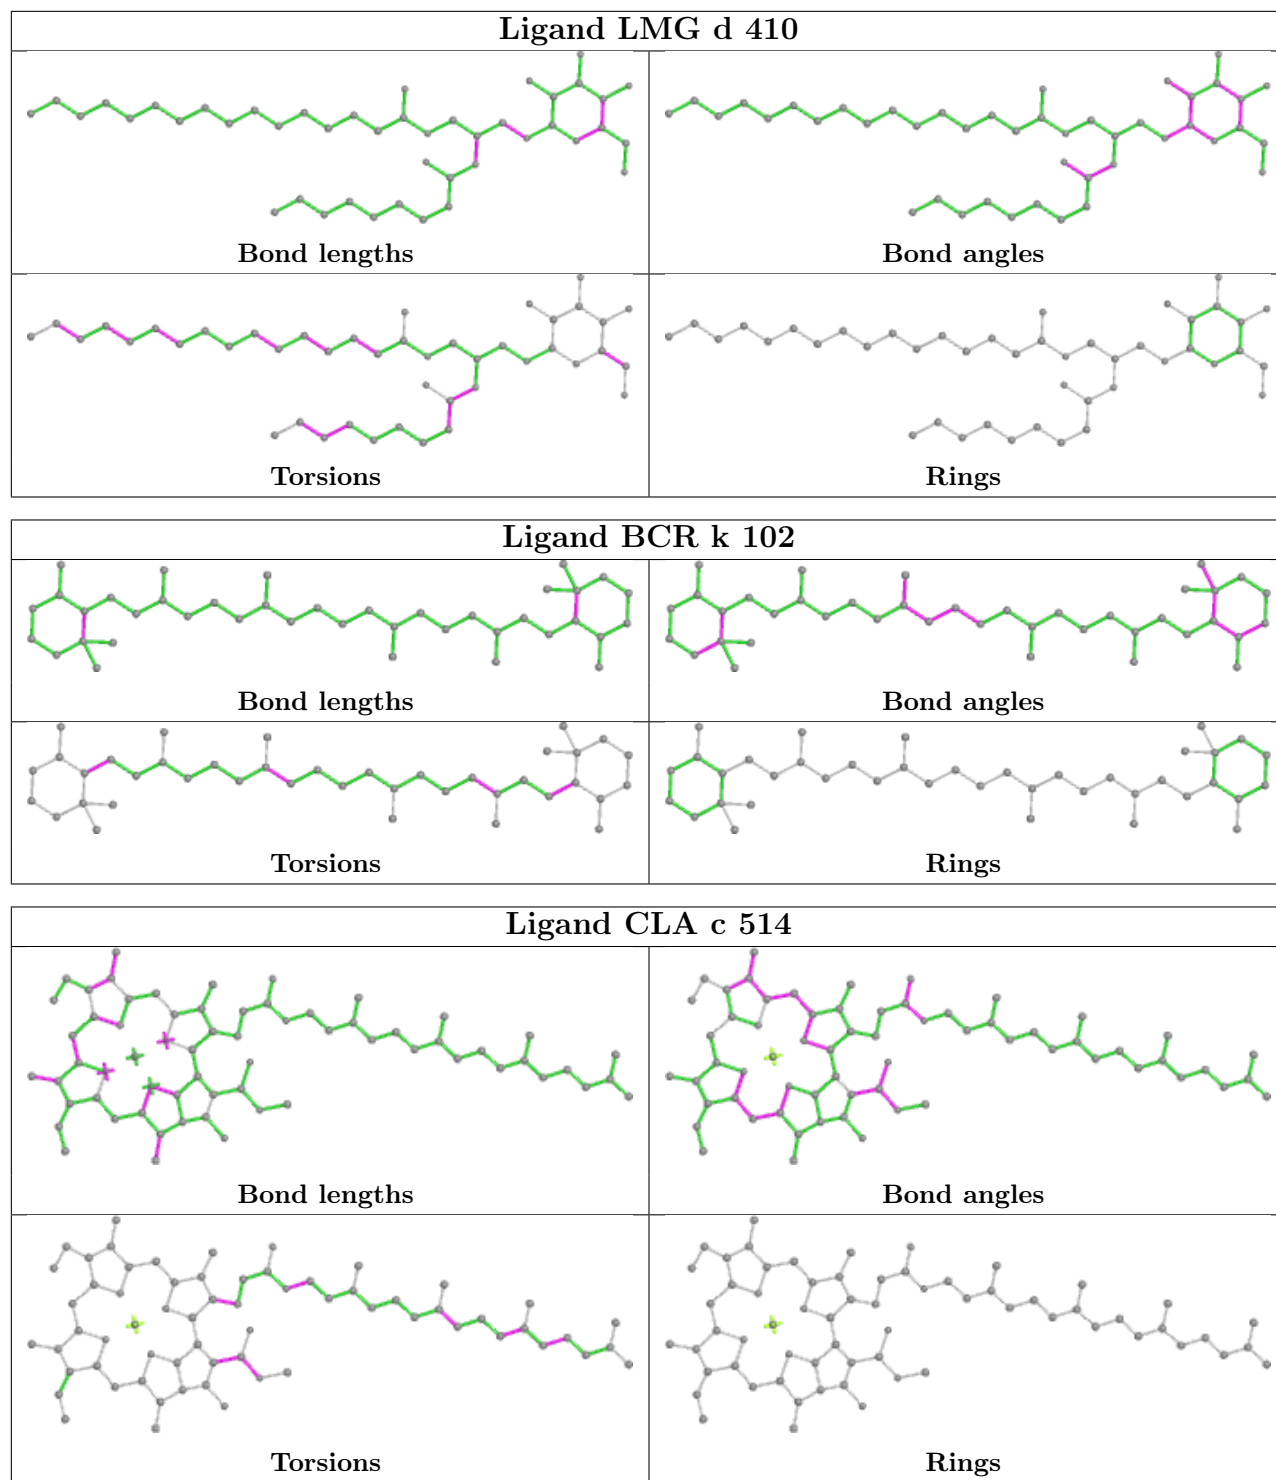 Ligand LMG d 410
Bond lengths
Bond angles
Torsions
Rings
Ligand BCR k 102
Bond lengths
Bond angles
Torsions
Rings
Ligand CLA c 514
Bond lengths
Bond angles
Torsions
Rings